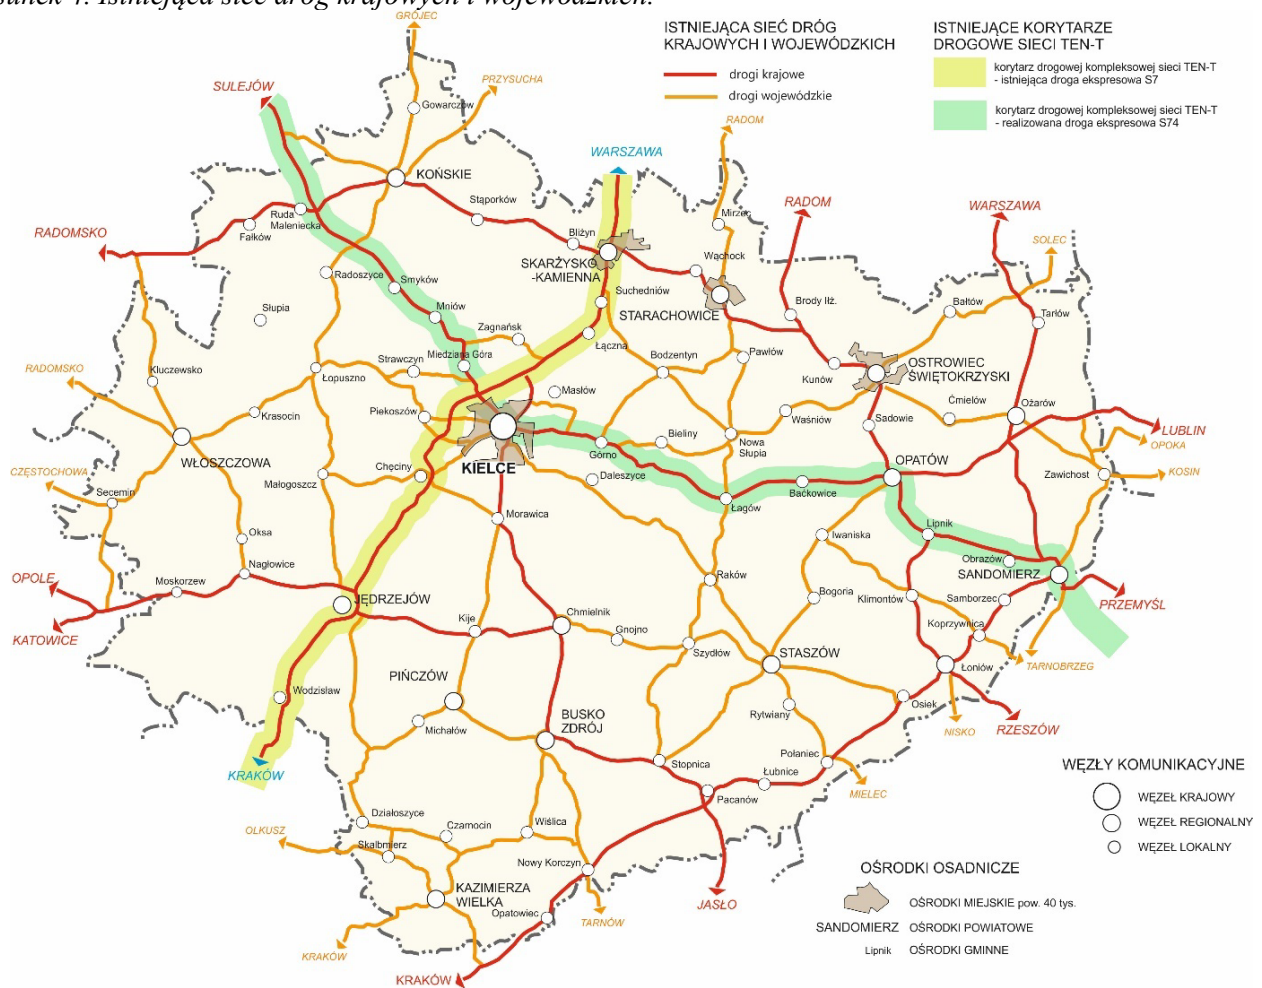 unek 4. Istniejąca sieć dróg krajowych i wojewódzkich.
GRÓJEC
ISTNIEJĄCA SIEĆ DRÓG
KRAJOWYCH I WOJEWÓDZKICH
drogi krajowe
drogi wojewódzkie
ISTNIEJĄCE KORYTARZE
DROGOWE SIECI TEN-T
korytarz drogowej kompleksowej sieci TEN-T
- istniejąca droga ekspresowa S7
korytarz drogowej kompleksowej sieci TEN-T
- realizowana droga ekspresowa S74
SULEJÓW
PRZYSUCHA
Gowarczów
RADOM
WARSZAWA
KOŃSKIE
Stąporków
RADOM
WARSZAWA
Ruda
Maleniecka
Fałków
RADOMSKO
Bliżyn
Mirzec
SOLEC
SKARŻYSKO
-KAMIENNA
Wąchock
Radoszyce
Smyków
Suchedniów
Brody Iłż.
Bałtów
Tarłów
Słupia
Mniów
STARACHOWICE
Zagnańsk
Łączna
Miedziana Góra
Strawczyn
Bodzentyn
Pawłów
Kunów
OSTROWIEC
ŚWIĘTOKRZYSKI
RADOMSKO
Kluczewsko
Łopuszno
Masłów
Ćmielów
Ożarów
Krasocin
Piekoszów
Waśniów
Sadowie
LUBLIN
OPOKA
WŁOSZCZOWA
KIELCE
Bieliny
Nowa
Słupia
Górno
OPATÓW
Zawichost
KOSIN
CZĘSTOCHOWA
Secemin
Chęciny
Małogoszcz
Daleszyce
Łagów
Baćkowice
Morawica
Lipnik
Oksa
Iwaniska
Nagłowice
Obrazów
SANDOMIERZ
OPOLE
Moskorzew
Raków
JĘDRZEJÓW
Bogoria
Klimontów
Samborzec
PRZEMYŚL
KATOWICE
Kije
Chmielnik
Gnojno
Koprzywnica
Szydłów
STASZÓW
TARNOBRZEG
Łoniów
PIŃCZÓW
Wodzisław
Michałów
BUSKO
ZDRÓJ
Rytwiany
Osiek
NISKO
RZESZÓW
KRAKÓW
Stopnica
Połaniec
Łubnice
MIELEC
Pacanów
WĘZŁY KOMUNIKACYJNE
WĘZEŁ KRAJOWY
WĘZEŁ REGIONALNY
WĘZEŁ LOKALNY
Działoszyce
Czarnocin
Wiślica
OLKUSZ
Skalbmierz
Nowy Korczyn
KAZIMIERZA
WIELKA
Opatowiec
TARNÓW
JASŁO
KRAKÓW
KRAKÓW
OŚRODKI OSADNICZE
OŚRODKI MIEJSKIE pow. 40 tys.
SANDOMIERZ OŚRODKI POWIATOWE
Lipnik OŚRODKI GMINNE